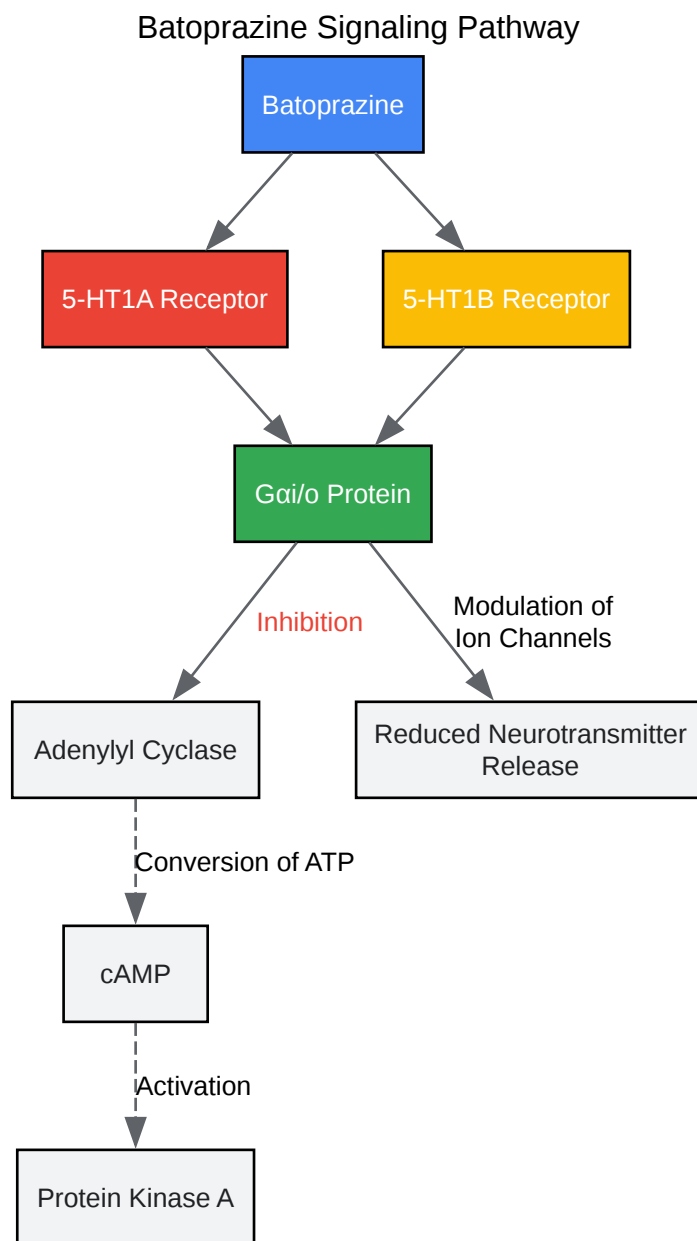 Batoprazine Signaling Pathway
Batoprazine
5-HT1A Receptor
5-HT1B Receptor
Gαi/o Protein
Inhibition
Modulation of
Ion Channels
Adenylyl Cyclase
Reduced Neurotransmitter
Release
Conversion of ATP
cAMP
Activation
Protein Kinase A